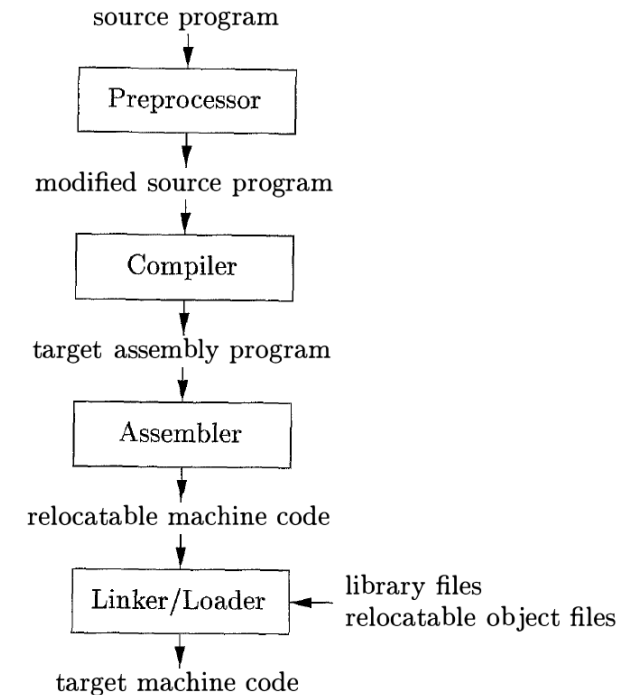 source program
Preprocessor
modified source program
Compiler
target assembly program
Assembler
relocatable machine code
Linker/Loader
library files
relocatable object files
target machine code